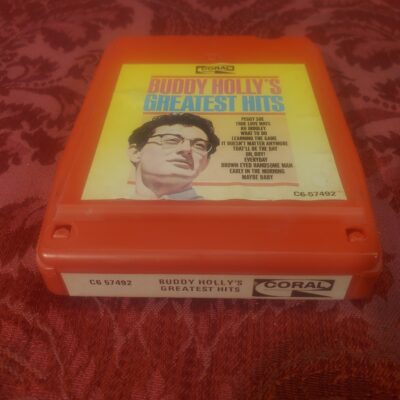 CORAL
BUDDY HOLLY'S
GREATEST HITS
PEGGY SUE
TRUE LOVE WAYS
BO DIDDLEY
WHAT TO DO
LEARNING THE GAME
IT DOESN'T MATTER ANYMORE
THAT'LL BE THE DAY
OH, BOY!
EVERYDAY
BROWN EYED HANDSOME MAN
EARLY IN THE MORNING
MAYBE BABY
C6-57492
C6 57492
BUDDY HOLLY'S
GREATEST HITS
CORAL